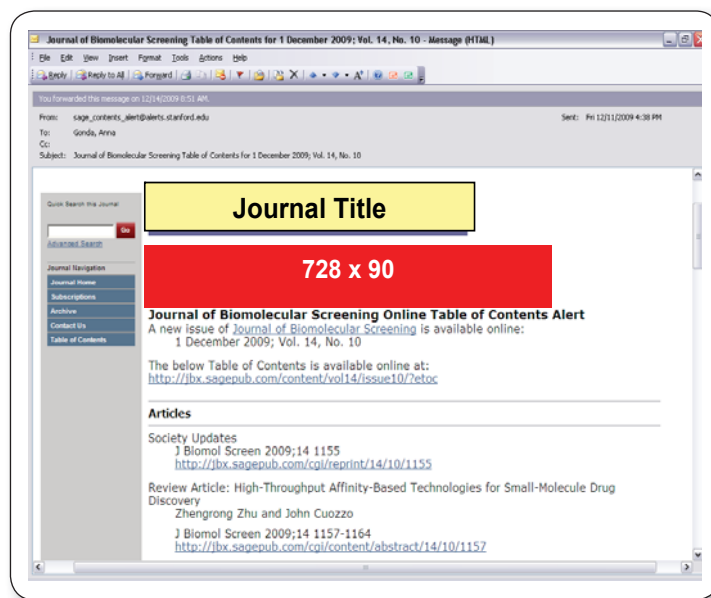 Journal of Biomolecular Screening Table of Contents for 1 December 2009; Vol. 14, No. 10 - Message (HTML)
File Edit View Insert Format Tools Actions Help
Reply Reply to All Forward
You forwarded this message on 12/14/2009 8:51 AM.
From: sage_contents_alert@alerts.stanford.edu Sent: Fri 12/11/2009 4:38 PM
To: Gonda, Anna
Cc:
Subject: Journal of Biomolecular Screening Table of Contents for 1 December 2009; Vol. 14, No. 10
Quick Search this Journal
Go
Advanced Search
Journal Navigation
Journal Home
Subscriptions
Archive
Contact Us
Table of Contents
Journal Title
728 x 90
Journal of Biomolecular Screening Online Table of Contents Alert
A new issue of Journal of Biomolecular Screening is available online:
1 December 2009; Vol. 14, No. 10
The below Table of Contents is available online at:
http://jbx.sagepub.com/content/vol14/issue10/?etoc
Articles
Society Updates
J Biomol Screen 2009;14 1155
http://jbx.sagepub.com/cgi/reprint/14/10/1155
Review Article: High-Throughput Affinity-Based Technologies for Small-Molecule Drug
Discovery
Zhengrong Zhu and John Cuozzo
J Biomol Screen 2009;14 1157-1164
http://jbx.sagepub.com/cgi/content/abstract/14/10/1157